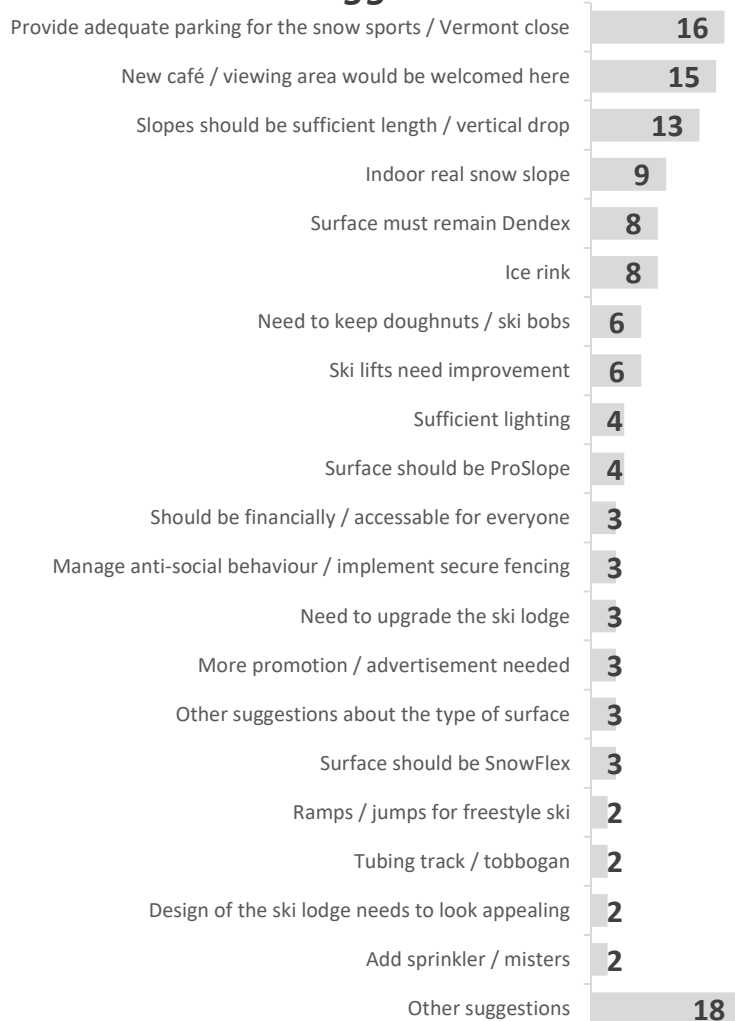 Provide adequate parking for the snow sports / Vermont close 16
New café / viewing area would be welcomed here 15
Slopes should be sufficient length / vertical drop 13
Indoor real snow slope 9
Surface must remain Dendex 8
Ice rink 8
Need to keep doughnuts / ski bobs 6
Ski lifts need improvement 6
Sufficient lighting 4
Surface should be ProSlope 4
Should be financially / accessable for everyone 3
Manage anti-social behaviour / implement secure fencing 3
Need to upgrade the ski lodge 3
More promotion / advertisement needed 3
Other suggestions about the type of surface 3
Surface should be SnowFlex 3
Ramps / jumps for freestyle ski 2
Tubing track / tobbogan 2
Design of the ski lodge needs to look appealing 2
Add sprinkler / misters 2
Other suggestions 18